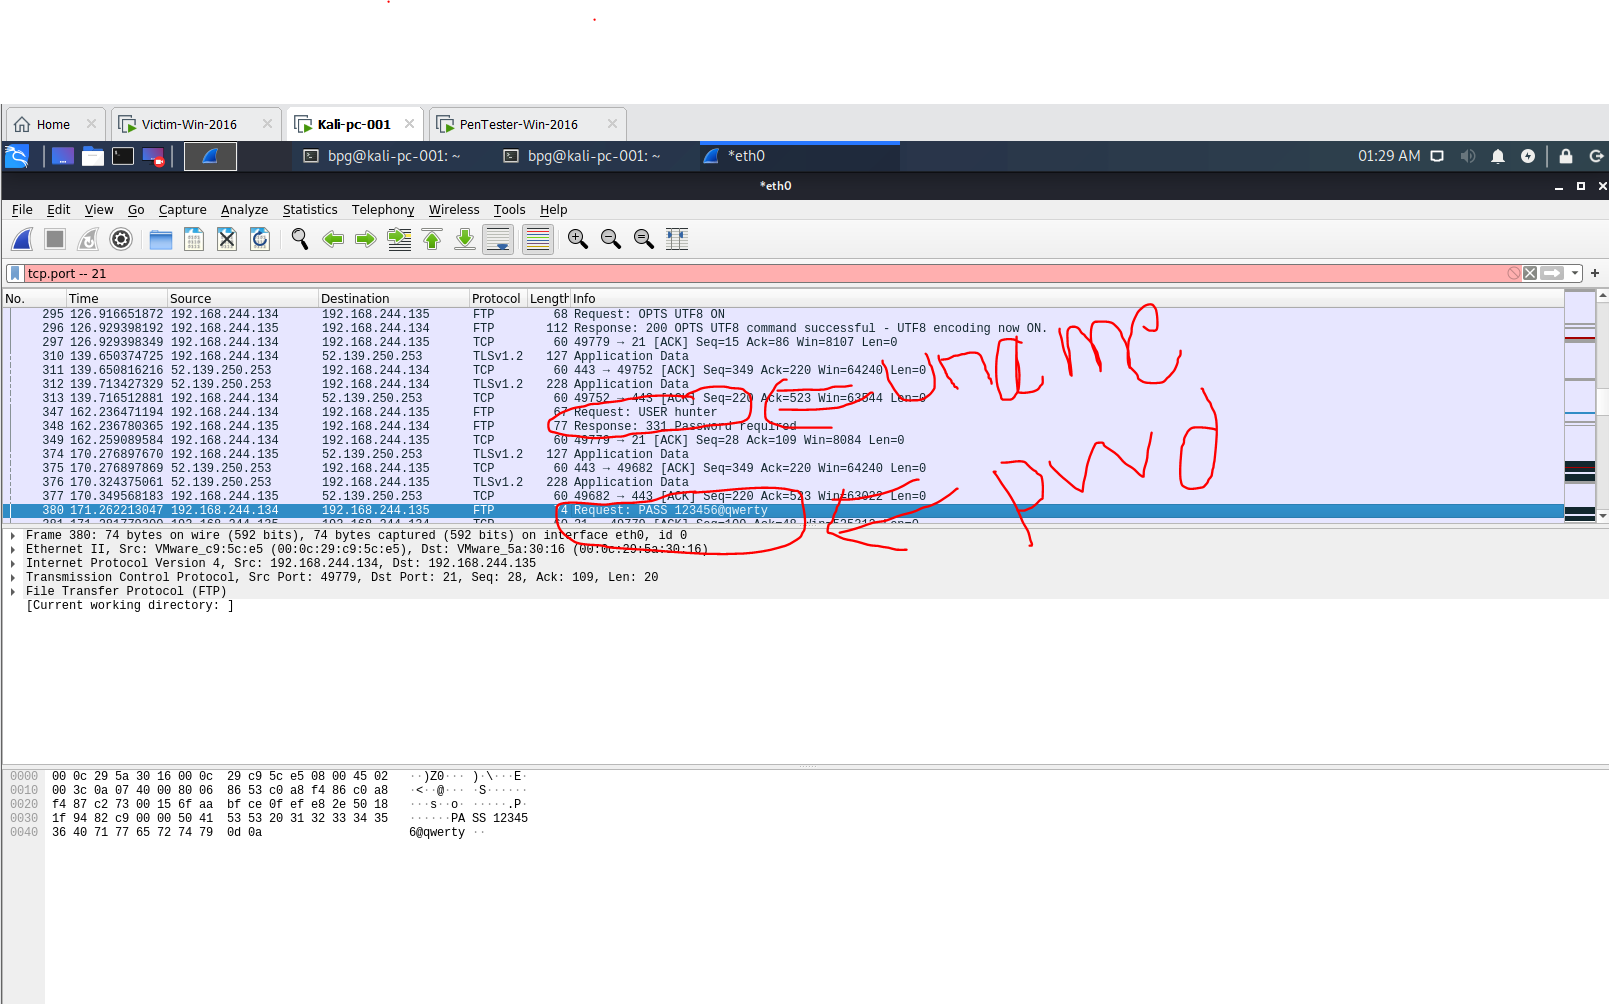 Home
Victim-Win-2016
Kali-pc-001
PenTester-Win-2016
bpg@kali-pc-001: ~
bpg@kali-pc-001: ~
*eth0
01:29 AM
*eth0
File Edit View Go Capture Analyze Statistics Telephony Wireless Tools Help
tcp.port -- 21
No. Time Source Destination Protocol Length Info
295 126.916651872 192.168.244.134 192.168.244.135 FTP 68 Request: OPTS UTF8 ON
296 126.929398192 192.168.244.135 192.168.244.134 FTP 112 Response: 200 OPTS UTF8 command successful - UTF8 encoding now ON.
297 126.929398349 192.168.244.134 192.168.244.135 TCP 60 49779 → 21 [ACK] Seq=15 Ack=86 Win=8107 Len=0
310 139.650374725 192.168.244.134 52.139.250.253 TLSv1.2 127 Application Data
311 139.650816216 52.139.250.253 192.168.244.134 TCP 60 443 → 49752 [ACK] Seq=349 Ack=220 Win=64240 Len=0
312 139.713427329 52.139.250.253 192.168.244.134 TLSv1.2 228 Application Data
313 139.716512881 192.168.244.134 52.139.250.253 TCP 60 49752 → 443 [ACK] Seq=220 Ack=523 Win=63544 Len=0
347 162.236471194 192.168.244.134 192.168.244.135 FTP 67 Request: USER hunter
348 162.236780365 192.168.244.135 192.168.244.134 FTP 77 Response: 331 Password required
349 162.259089584 192.168.244.134 192.168.244.135 TCP 60 49779 → 21 [ACK] Seq=28 Ack=109 Win=8084 Len=0
374 170.276897670 192.168.244.135 52.139.250.253 TLSv1.2 127 Application Data
375 170.276897869 52.139.250.253 192.168.244.135 TCP 60 443 → 49682 [ACK] Seq=349 Ack=220 Win=64240 Len=0
376 170.324375061 52.139.250.253 192.168.244.135 TLSv1.2 228 Application Data
377 170.349568183 192.168.244.135 52.139.250.253 TCP 60 49682 → 443 [ACK] Seq=220 Ack=523 Win=63022 Len=0
380 171.262213047 192.168.244.134 192.168.244.135 FTP 74 Request: PASS 123456@qwerty
uname
pwd
Frame 380: 74 bytes on wire (592 bits), 74 bytes captured (592 bits) on interface eth0, id 0
Ethernet II, Src: VMware_c9:5c:e5 (00:0c:29:c9:5c:e5), Dst: VMware_5a:30:16 (00:0c:29:5a:30:16)
Internet Protocol Version 4, Src: 192.168.244.134, Dst: 192.168.244.135
Transmission Control Protocol, Src Port: 49779, Dst Port: 21, Seq: 28, Ack: 109, Len: 20
File Transfer Protocol (FTP)
[Current working directory: ]
0000 00 0c 29 5a 30 16 00 0c 29 c9 5c e5 08 00 45 02 ··)Z0··· )·\···E·
0010 00 3c 0a 07 40 00 80 06 86 53 c0 a8 f4 86 c0 a8 ·<··@··· ·S······
0020 f4 87 c2 73 00 15 6f aa bf ce 0f ef e8 2e 50 18 ···s··o· ·····.P·
0030 1f 94 82 c9 00 00 50 41 53 53 20 31 32 33 34 35 ······PA SS 12345
0040 36 40 71 77 65 72 74 79 0d 0a 6@qwerty ··